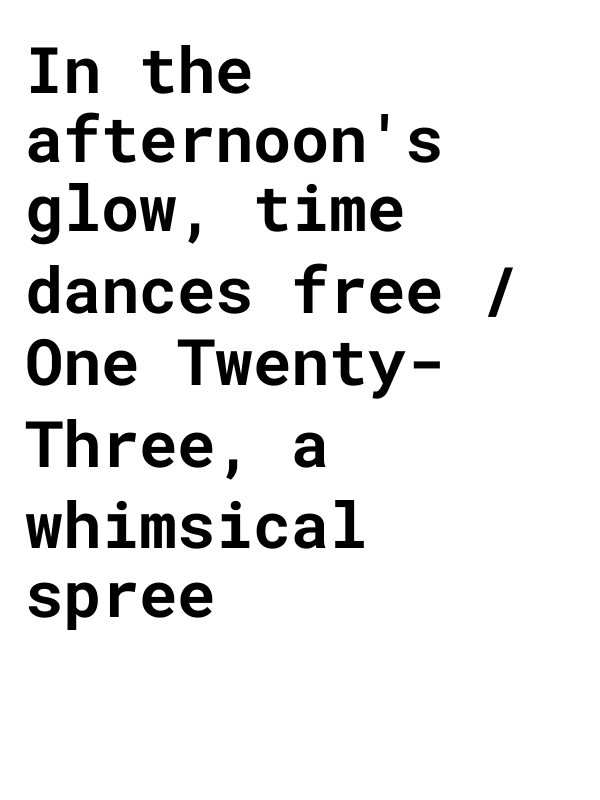 In the
afternoon's
glow, time
dances free /
One Twenty-
Three, a
whimsical
spree